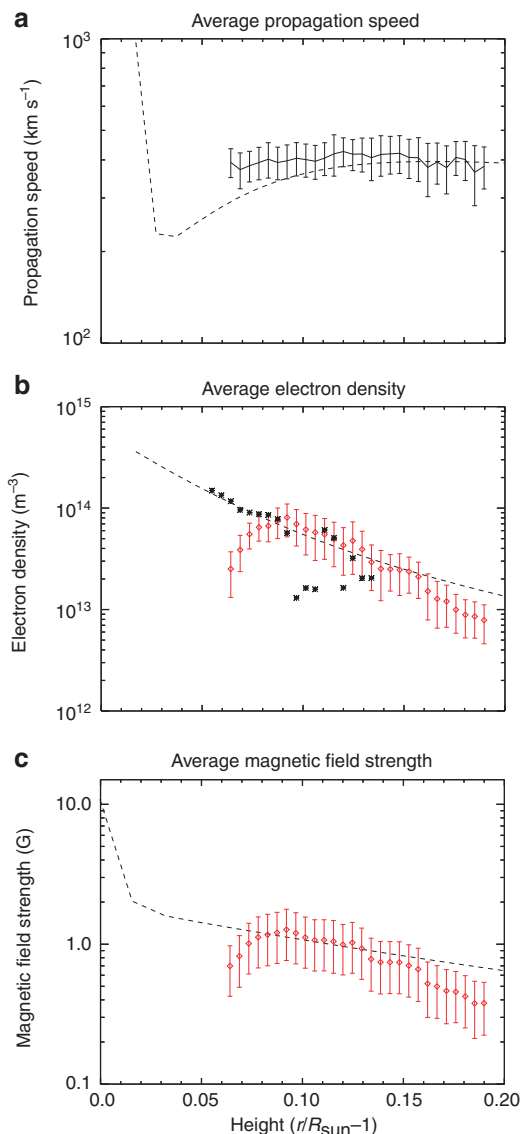 a
Average propagation speed
10³
Propagation speed (km s⁻¹)
10²
b
Average electron density
10¹⁵
10¹⁴
Electron density (m⁻³)
10¹³
10¹²
c
Average magnetic field strength
10.0
Magnetic field strength (G)
1.0
0.1
0.0 0.05 0.10 0.15 0.20
Height (r/Rsun–1)